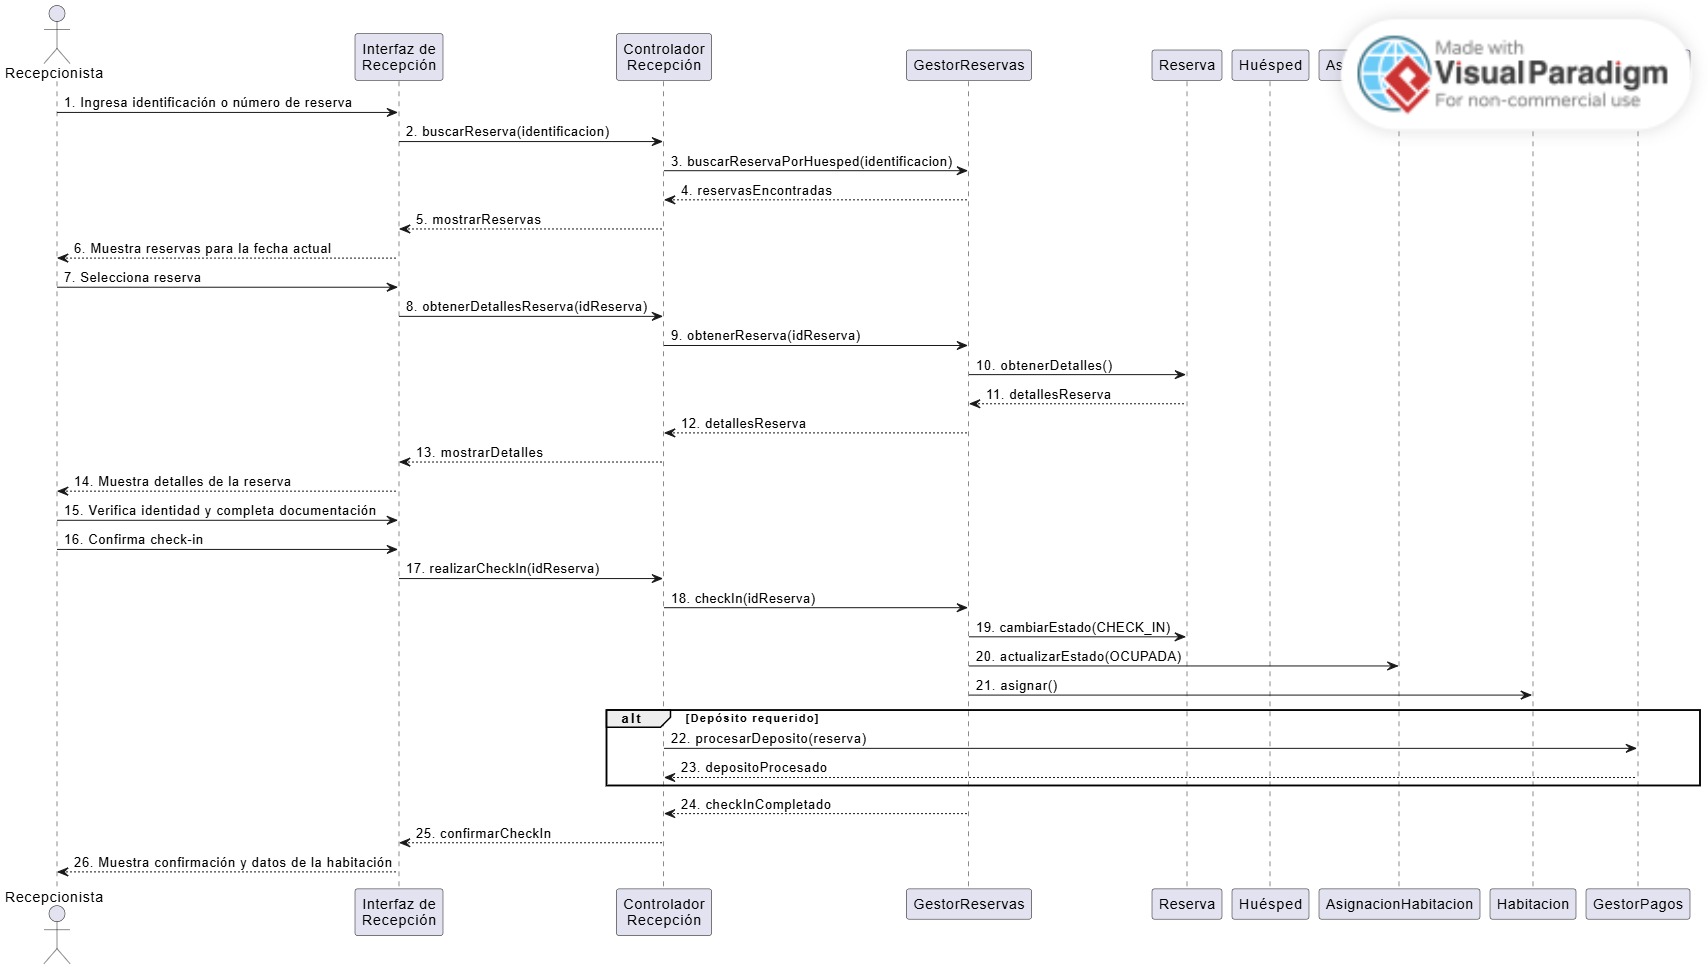 Recepcionista
Interfaz de
Recepción
Controlador
Recepción
GestorReservas
Reserva
Huésped
Made with
VisualParadigm
For non-commercial use
1. Ingresa identificación o número de reserva
2. buscarReserva(identificacion)
3. buscarReservaPorHuesped(identificacion)
4. reservasEncontradas
5. mostrarReservas
6. Muestra reservas para la fecha actual
7. Selecciona reserva
8. obtenerDetallesReserva(idReserva)
9. obtenerReserva(idReserva)
10. obtenerDetalles()
11. detallesReserva
12. detallesReserva
13. mostrarDetalles
14. Muestra detalles de la reserva
15. Verifica identidad y completa documentación
16. Confirma check-in
17. realizarCheckIn(idReserva)
18. checkIn(idReserva)
19. cambiarEstado(CHECK_IN)
20. actualizarEstado(OCUPADA)
21. asignar()
alt [Depósito requerido]
22. procesarDeposito(reserva)
23. depositoProcesado
24. checkInCompletado
25. confirmarCheckIn
26. Muestra confirmación y datos de la habitación
Recepcionista
Interfaz de
Recepción
Controlador
Recepción
GestorReservas
Reserva
Huésped
AsignacionHabitacion
Habitacion
GestorPagos